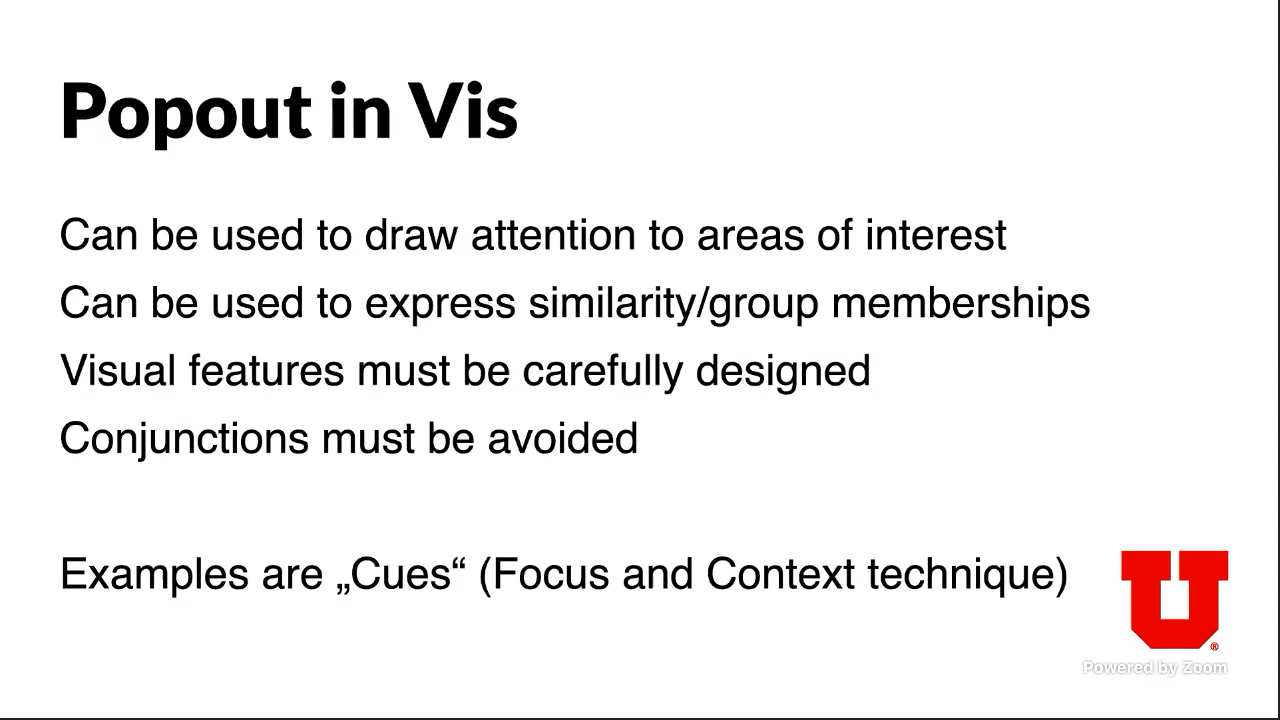 Popout in Vis
Can be used to draw attention to areas of interest
Can be used to express similarity/group memberships
Visual features must be carefully designed
Conjunctions must be avoided
Examples are „Cues“ (Focus and Context technique)
U
®
Powered by Zoom